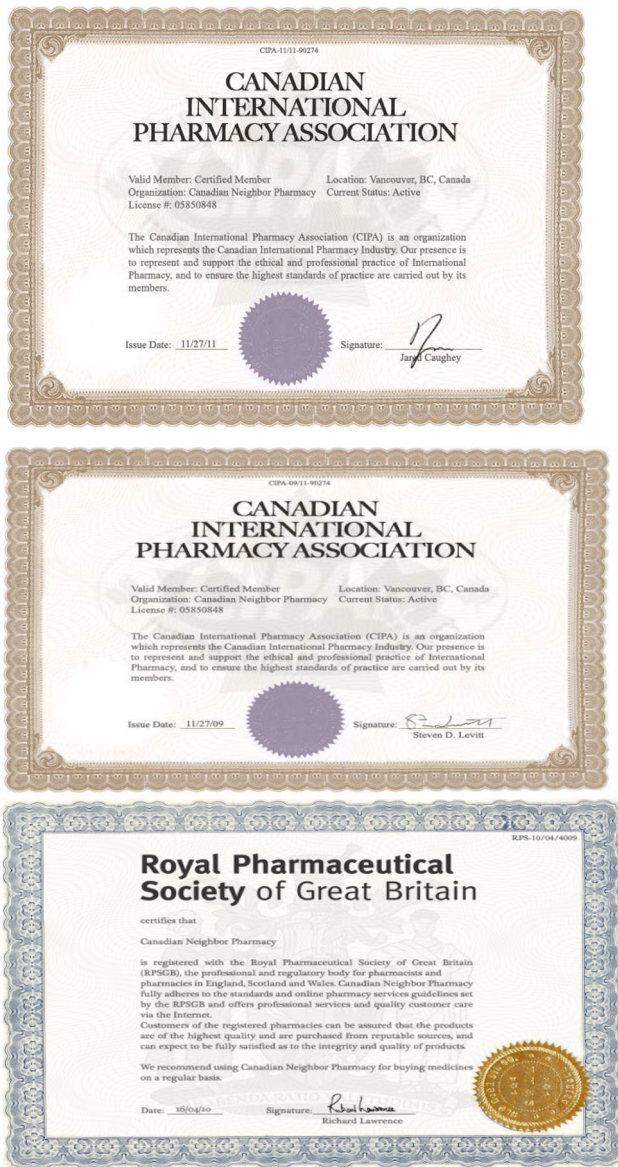 CIPA-11/11-90274
CANADIAN
INTERNATIONAL
PHARMACY ASSOCIATION
Valid Member: Certified Member Location: Vancouver, BC, Canada
Organization: Canadian Neighbor Pharmacy Current Status: Active
License #: 05850848
The Canadian International Pharmacy Association (CIPA) is an organization
which represents the Canadian International Pharmacy Industry. Our presence is
to represent and support the ethical and professional practice of International
Pharmacy, and to ensure the highest standards of practice are carried out by its
members.
Issue Date: 11/27/11 Signature:
Jared Caughey
CIPA-09/11-90274
CANADIAN
INTERNATIONAL
PHARMACY ASSOCIATION
Valid Member: Certified Member Location: Vancouver, BC, Canada
Organization: Canadian Neighbor Pharmacy Current Status: Active
License #: 05850848
The Canadian International Pharmacy Association (CIPA) is an organization
which represents the Canadian International Pharmacy Industry. Our presence is
to represent and support the ethical and professional practice of International
Pharmacy, and to ensure the highest standards of practice are carried out by its
members.
Issue Date: 11/27/09 Signature:
Steven D. Levitt
RPS-10/04/4009
Royal Pharmaceutical
Society of Great Britain
certifies that
Canadian Neighbor Pharmacy
is registered with the Royal Pharmaceutical Society of Great Britain
(RPSGB), the professional and regulatory body for pharmacists and
pharmacies in England, Scotland and Wales. Canadian Neighbor Pharmacy
fully adheres to the standards and online pharmacy services guidelines set
by the RPSGB and offers professional services and quality customer care
via the Internet.
Customers of the registered pharmacies can be assured that the products
are of the highest quality and are purchased from reputable sources, and
can expect to be fully satisfied as to the integrity and quality of products.
We recommend using Canadian Neighbor Pharmacy for buying medicines
on a regular basis.
Date: 16/04/10 Signature:
Richard Lawrence